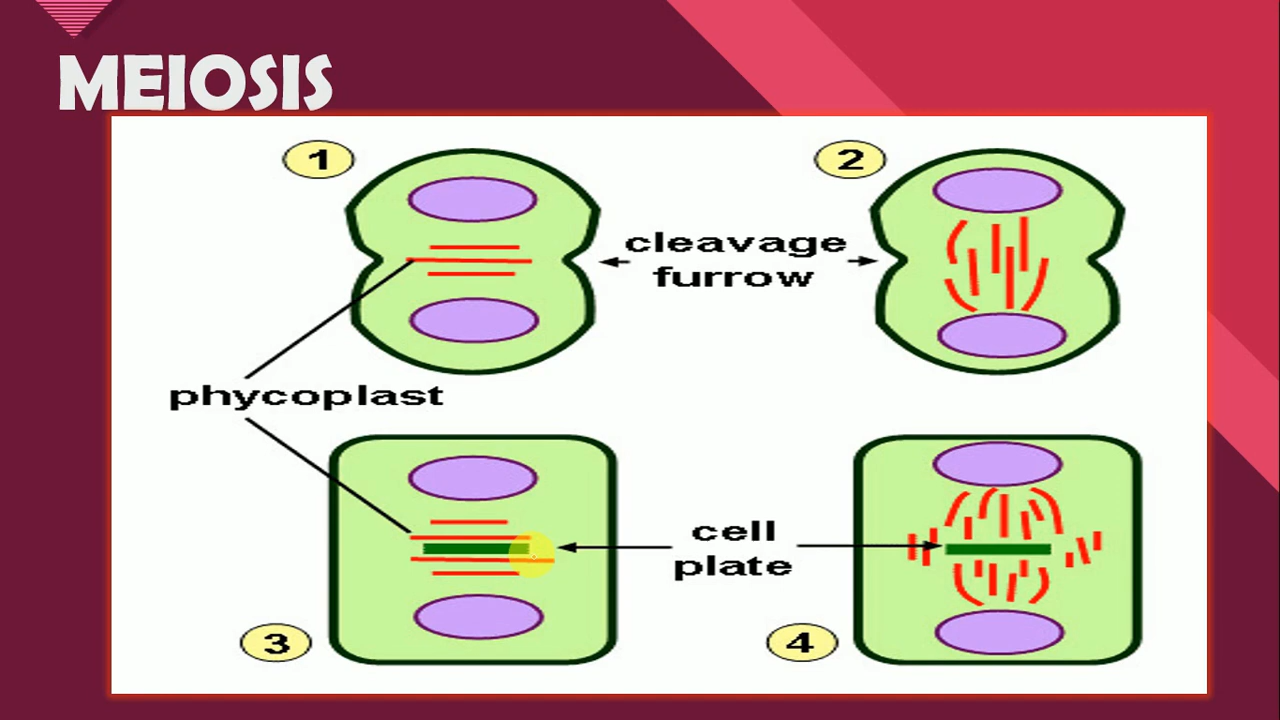 MEIOSIS
1
2
cleavage
furrow
phycoplast
cell
plate
3
4